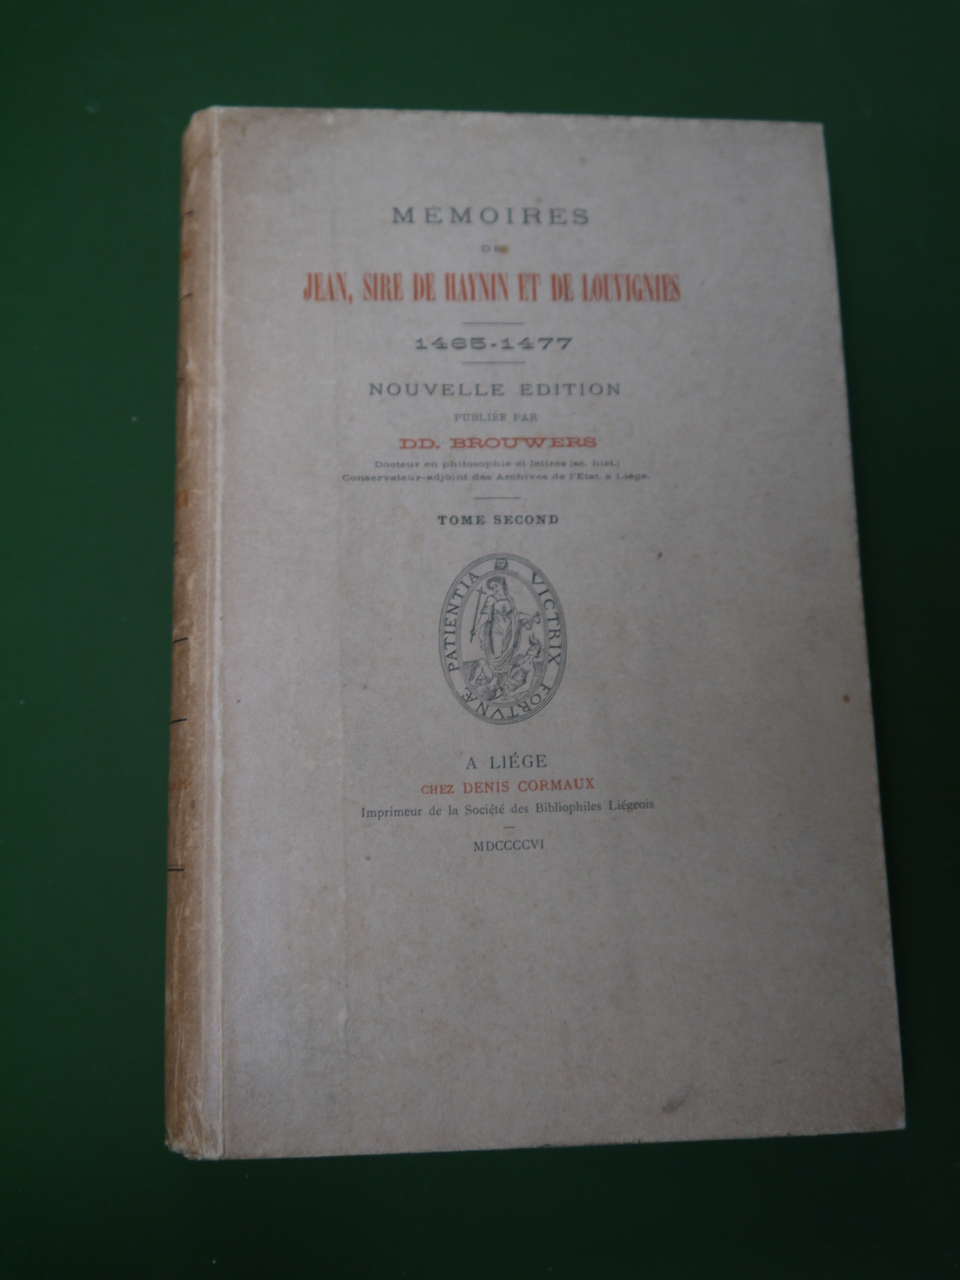 MÉMOIRES
DE
JEAN, SIRE DE HAYNIN ET DE LOUVIGNIES
1465-1477
NOUVELLE ÉDITION
PUBLIÉE PAR
DD. BROUWERS
Docteur en philosophie et lettres (sc. hist.)
Conservateur-adjoint des Archives de l'Etat, a Liége.
TOME SECOND
PATIENTIA VICTRIX FORTVNÆ
A LIÉGE
CHEZ DENIS CORMAUX
Imprimeur de la Société des Bibliophiles Liégeois
MDCCCCVI